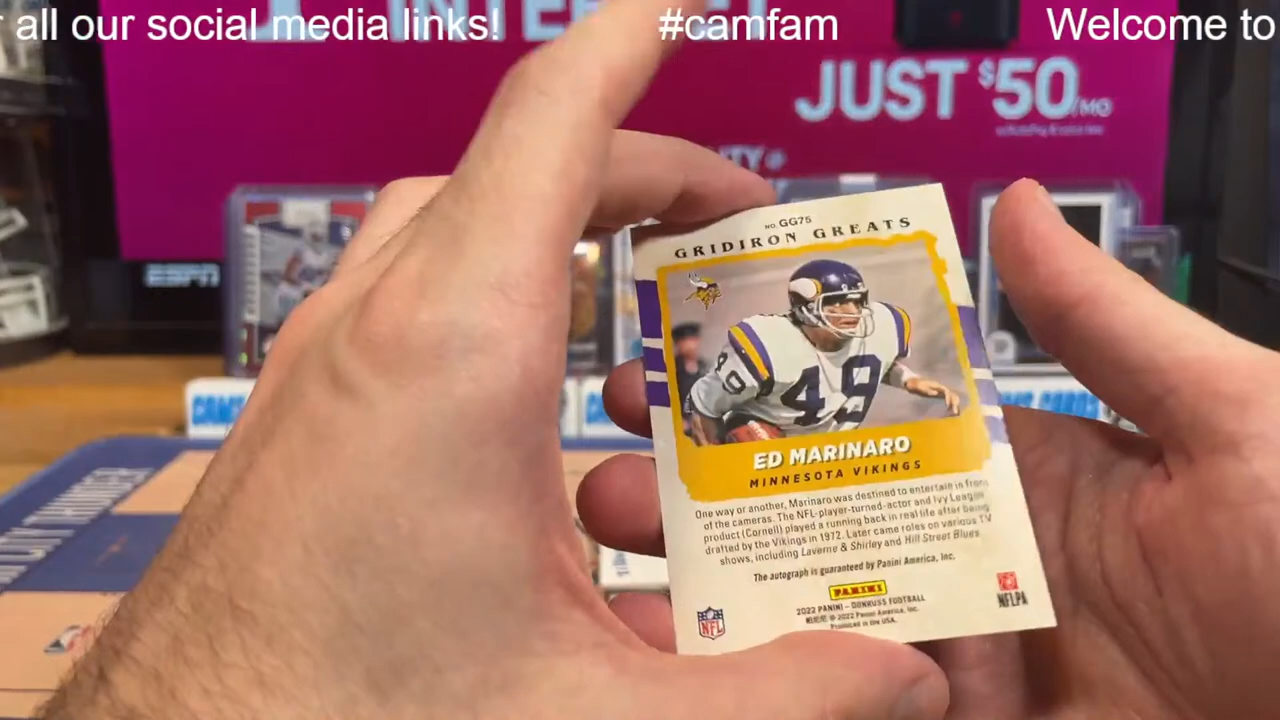 all our social media links! #camfam Welcome to
INTERNET
JUST $50/MO
ESPN
NO. GG75
GRIDIRON GREATS
49
ED MARINARO
MINNESOTA VIKINGS
One way or another, Marinaro was destined to entertain in front
of the cameras. The NFL-player-turned-actor and Ivy League
product (Cornell) played a running back in real life after being
drafted by the Vikings in 1972. Later came roles on various TV
shows, including Laverne & Shirley and Hill Street Blues
The autograph is guaranteed by Panini America, Inc.
PANINI
2022 PANINI – DONRUSS FOOTBALL
© 2022 Panini America, Inc.
Produced in the USA.
NFL
NFLPA